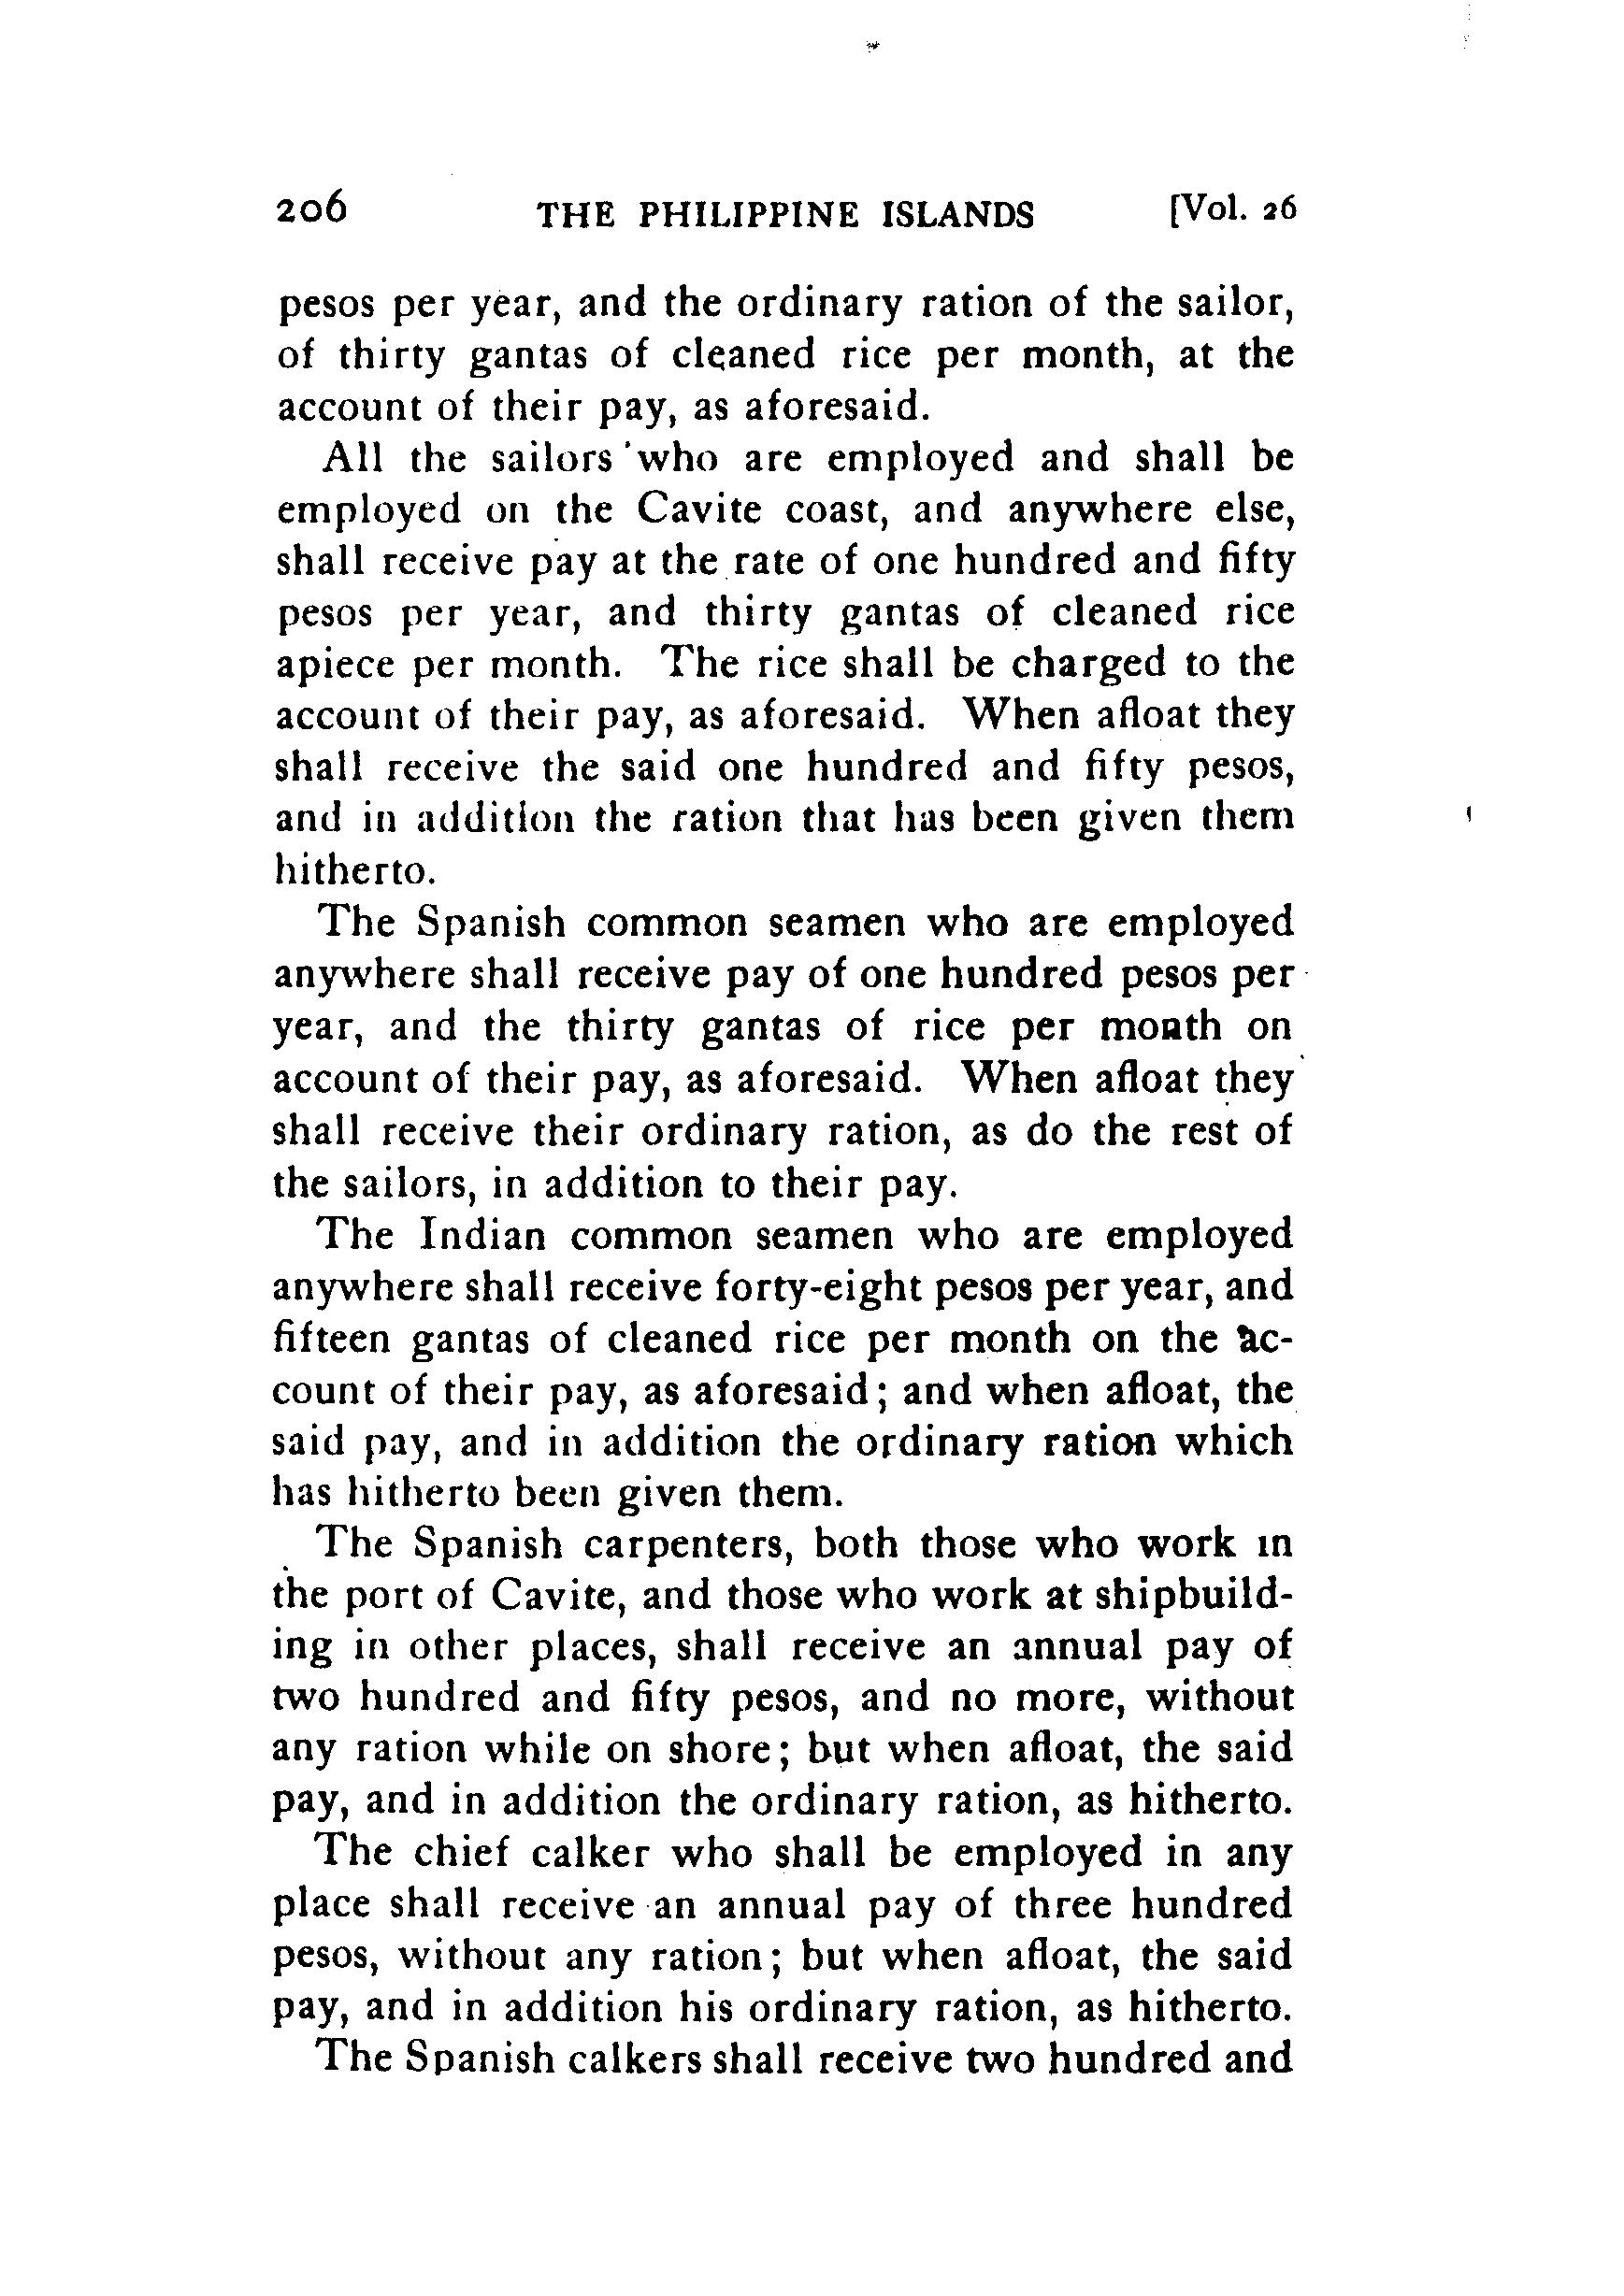 206 THE PHILIPPINE ISLANDS [Vol. 26
pesos per year, and the ordinary ration of the sailor,
of thirty gantas of cleaned rice per month, at the
account of their pay, as aforesaid.
All the sailors who are employed and shall be
employed on the Cavite coast, and anywhere else,
shall receive pay at the rate of one hundred and fifty
pesos per year, and thirty gantas of cleaned rice
apiece per month. The rice shall be charged to the
account of their pay, as aforesaid. When afloat they
shall receive the said one hundred and fifty pesos,
and in addition the ration that has been given them
hitherto.
The Spanish common seamen who are employed
anywhere shall receive pay of one hundred pesos per
year, and the thirty gantas of rice per month on
account of their pay, as aforesaid. When afloat they
shall receive their ordinary ration, as do the rest of
the sailors, in addition to their pay.
The Indian common seamen who are employed
anywhere shall receive forty-eight pesos per year, and
fifteen gantas of cleaned rice per month on the ac-
count of their pay, as aforesaid; and when afloat, the
said pay, and in addition the ordinary ration which
has hitherto been given them.
The Spanish carpenters, both those who work in
the port of Cavite, and those who work at shipbuild-
ing in other places, shall receive an annual pay of
two hundred and fifty pesos, and no more, without
any ration while on shore; but when afloat, the said
pay, and in addition the ordinary ration, as hitherto.
The chief calker who shall be employed in any
place shall receive an annual pay of three hundred
pesos, without any ration; but when afloat, the said
pay, and in addition his ordinary ration, as hitherto.
The Spanish calkers shall receive two hundred and